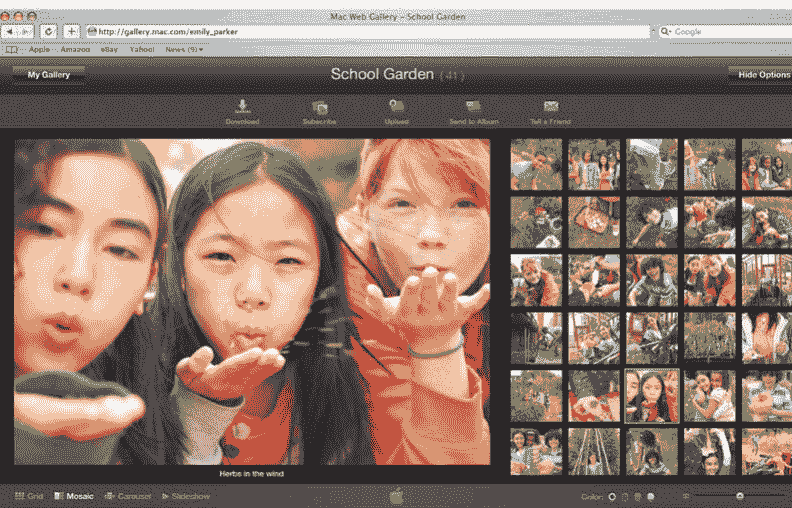 Mac Web Gallery – School Garden
http://gallery.mac.com/emily_parker
Google
Apple Amazon eBay Yahoo! News (9)
My Gallery
School Garden (41)
Hide Options
Download Subscribe Upload Send to Album Tell a Friend
Herbs in the wind
Grid Mosaic Carousel Slideshow
Color: